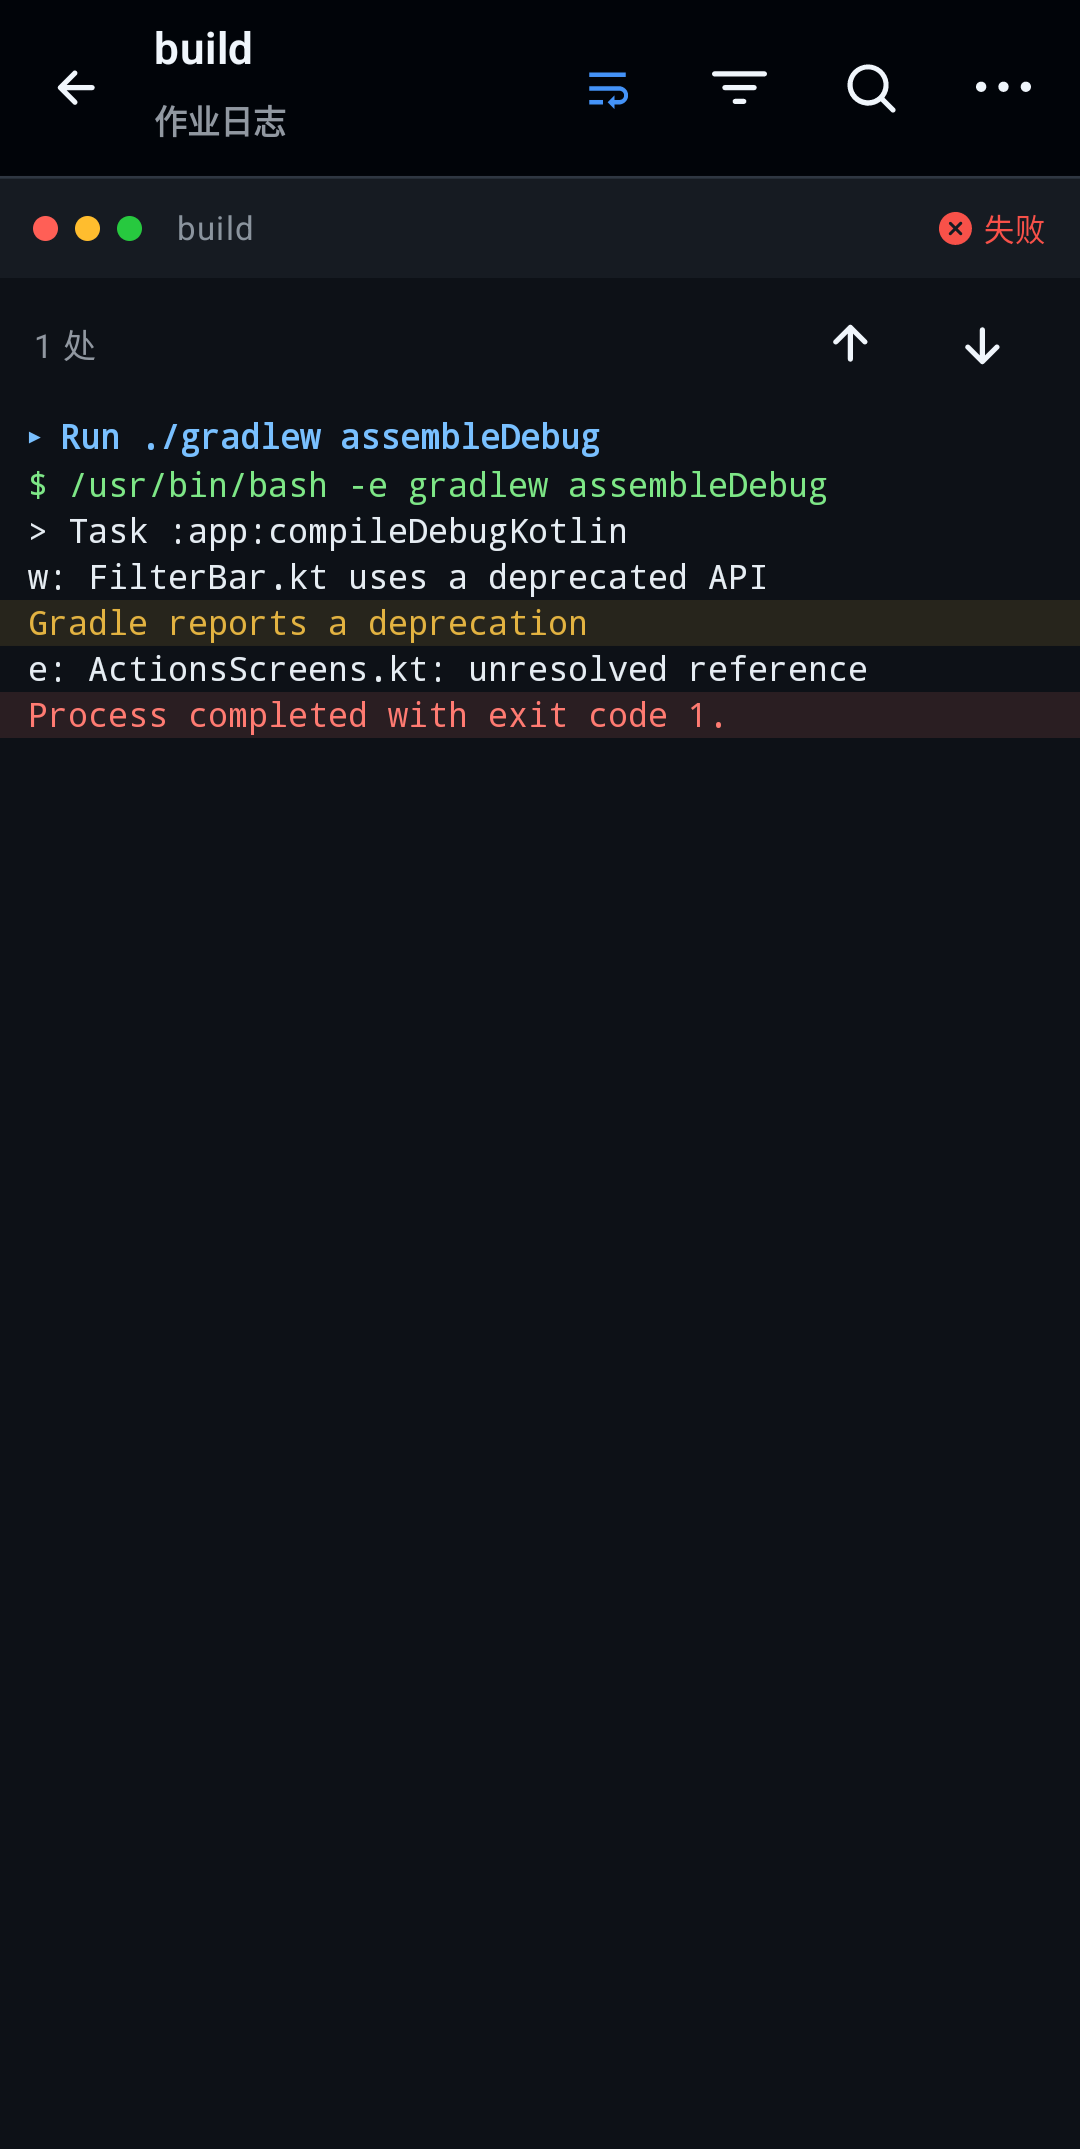 build
作业日志
build
失败
1 处
▸ Run ./gradlew assembleDebug
$ /usr/bin/bash -e gradlew assembleDebug
> Task :app:compileDebugKotlin
w: FilterBar.kt uses a deprecated API
Gradle reports a deprecation
e: ActionsScreens.kt: unresolved reference
Process completed with exit code 1.